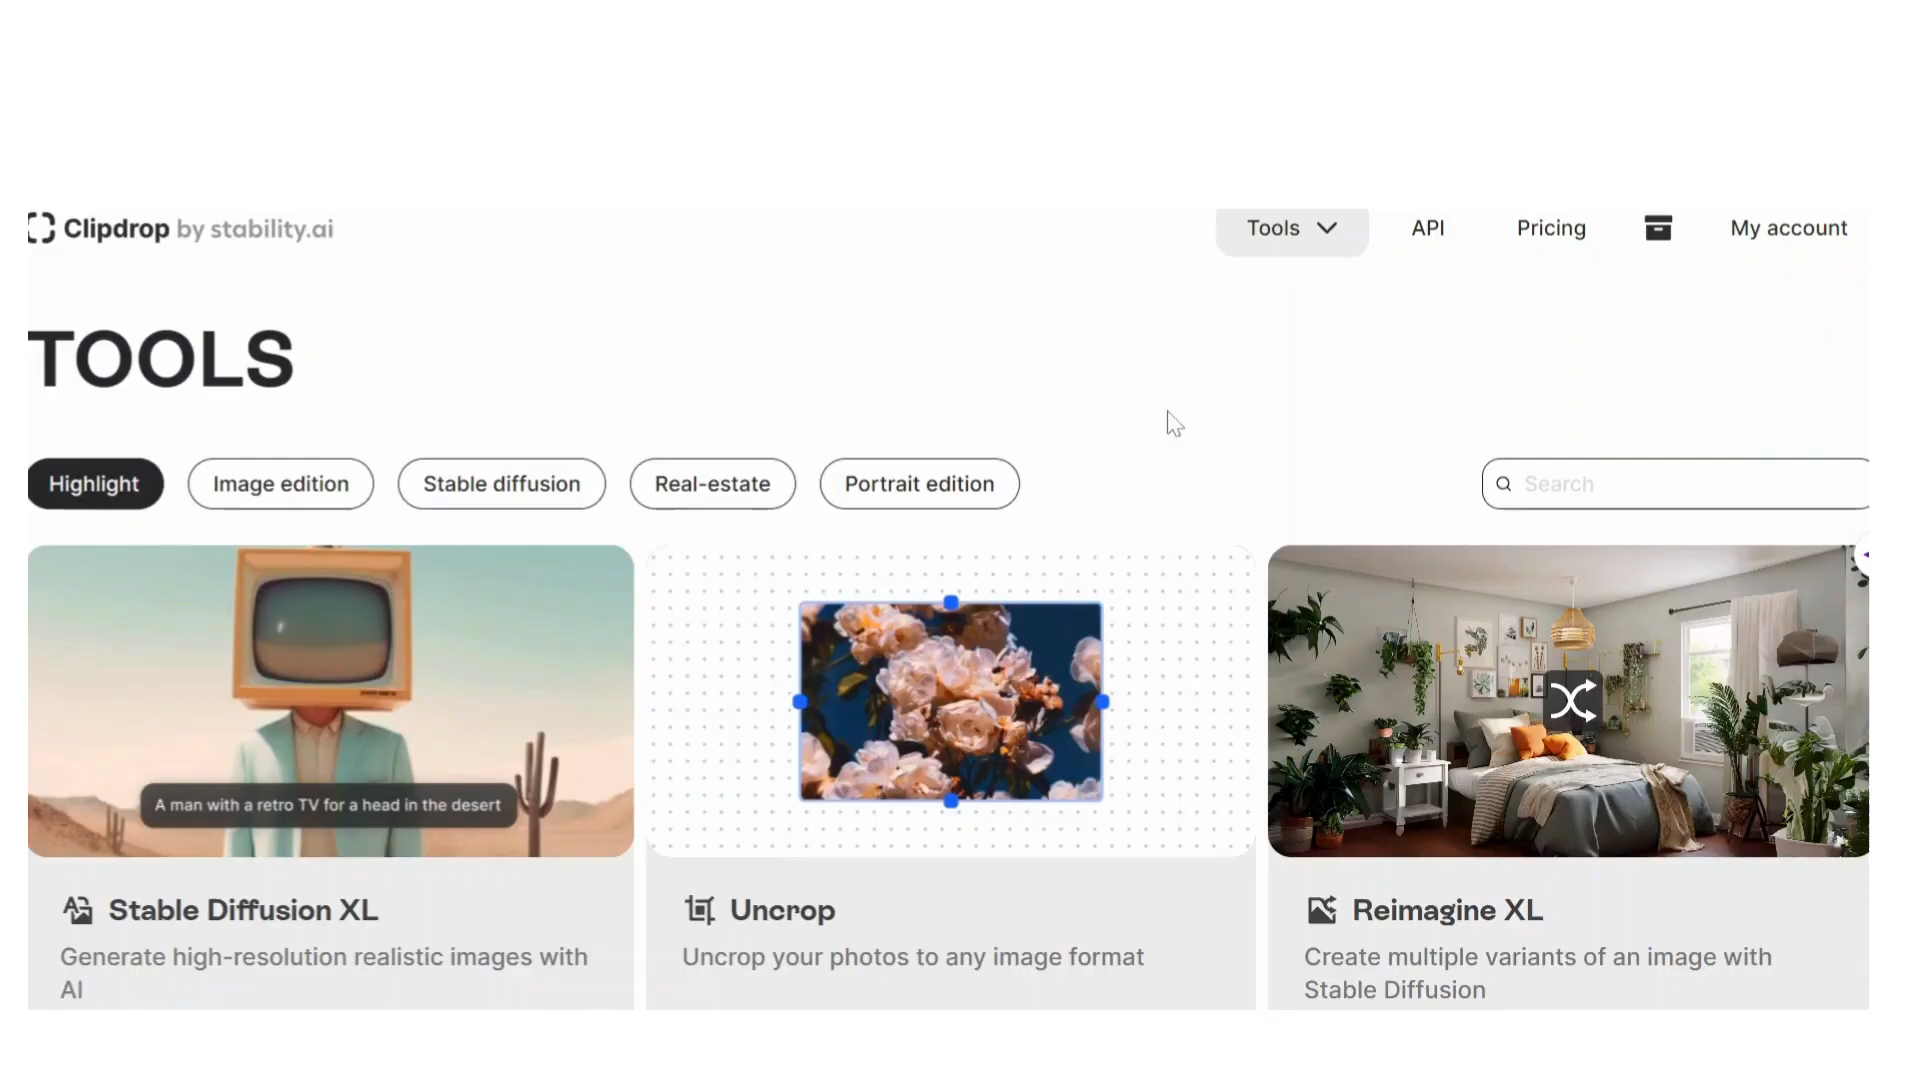 Clipdrop by stability.ai
Tools
API
Pricing
My account
TOOLS
Highlight
Image edition
Stable diffusion
Real-estate
Portrait edition
Search
A man with a retro TV for a head in the desert
Stable Diffusion XL
Generate high-resolution realistic images with
AI
Uncrop
Uncrop your photos to any image format
Reimagine XL
Create multiple variants of an image with
Stable Diffusion